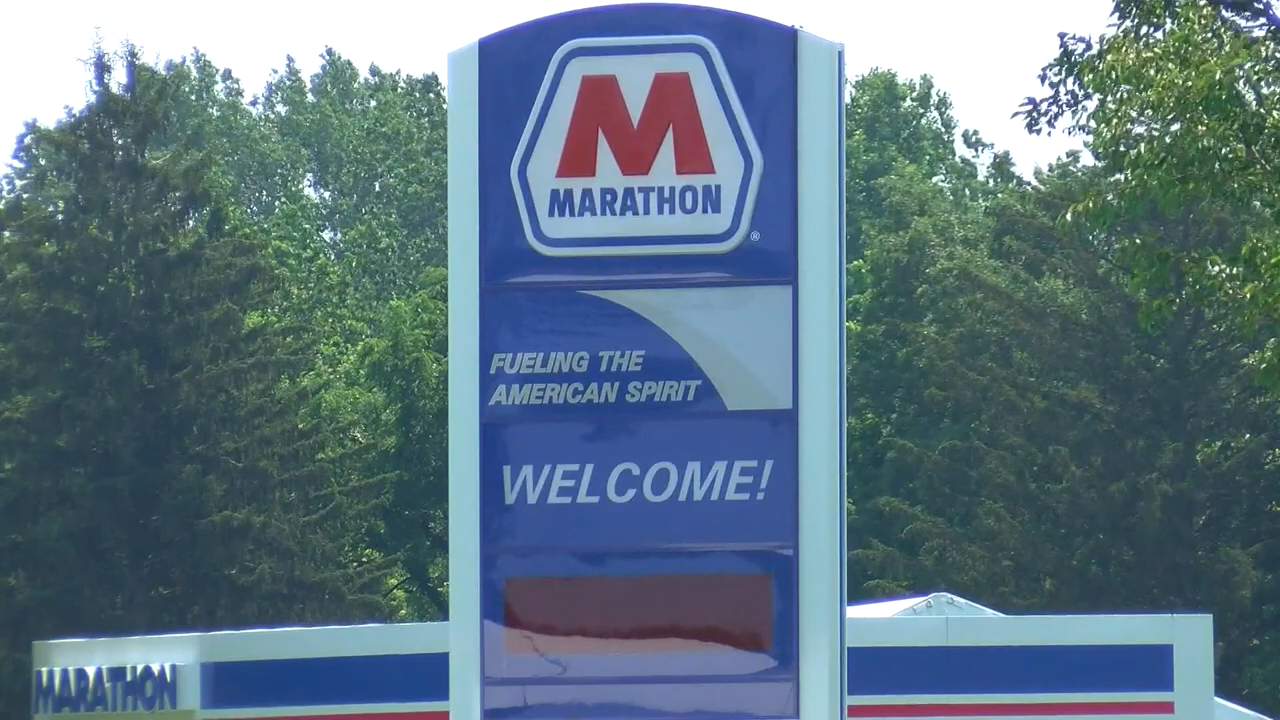 M
MARATHON
®
FUELING THE
AMERICAN SPIRIT
WELCOME!
MARATHON